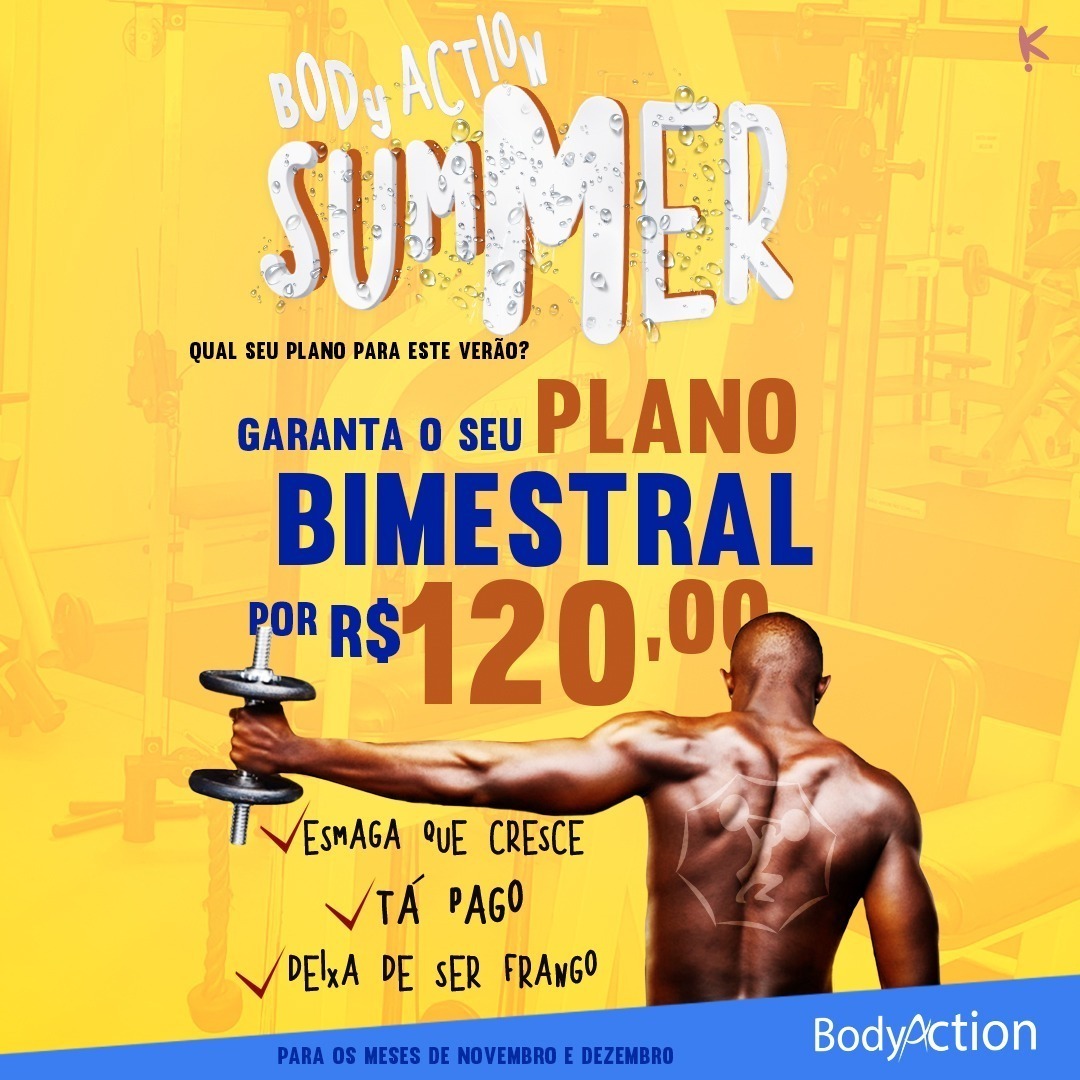 BODy ACTION
SUMMER
QUAL SEU PLANO PARA ESTE VERÃO?
GARANTA O SEU PLANO
BIMESTRAL
POR R$120,00
ESMAGA QUE CRESCE
TÁ PAGO
DEIXA DE SER FRANGO
BodyAction
PARA OS MESES DE NOVEMBRO E DEZEMBRO